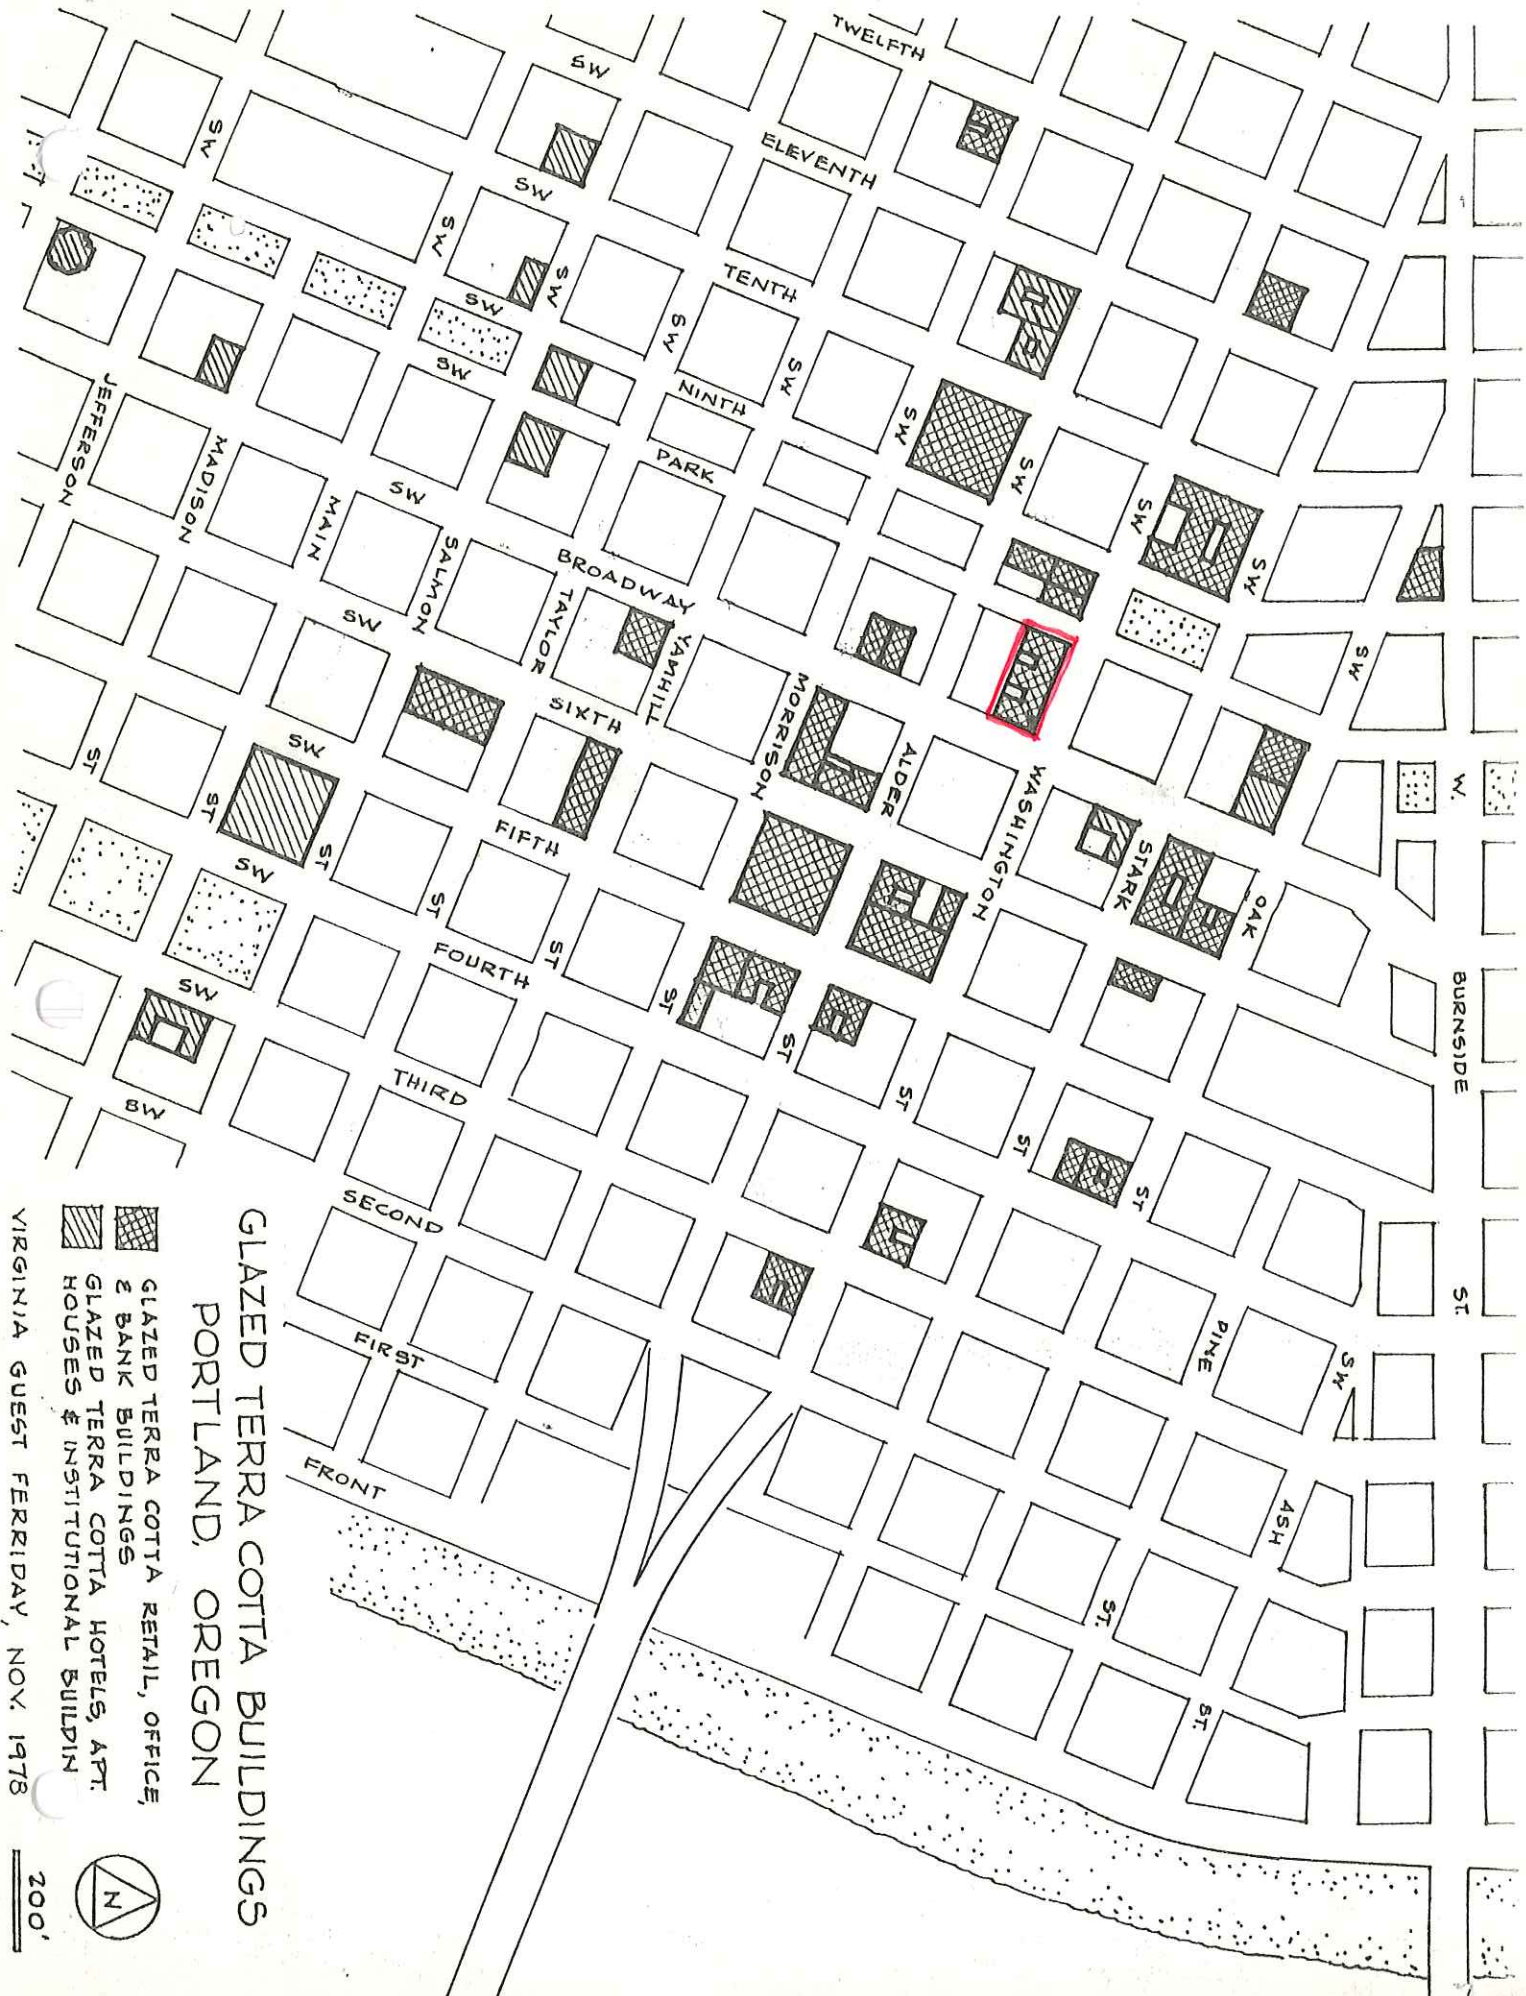 GLAZED TERRA COTTA BUILDINGS
PORTLAND, OREGON
GLAZED TERRA COTTA RETAIL, OFFICE,
& BANK BUILDINGS
GLAZED TERRA COTTA HOTELS, APT.
HOUSES & INSTITUTIONAL BUILDIN
VIRGINIA GUEST FERRIDAY, NOV. 1978
N
200'
SW
TWELFTH
SW
ELEVENTH
SW
TENTH
SW
NINTH
SW
PARK
SW
BROADWAY
SW
SIXTH
SW
FIFTH
SW
FOURTH
SW
THIRD
SW
SECOND
FIRST
FRONT
JEFFERSON
ST
SW
MADISON
ST
SW
MAIN
ST
SW
SALMON
ST
SW
TAYLOR
ST
SW
YAMHILL
ST
SW
MORRISON
ST
SW
ALDER
ST
SW
WASHINGTON
ST
SW
STARK
ST
SW
OAK
SW
PINE
ST.
SW
ASH
ST.
W.
BURNSIDE
ST.